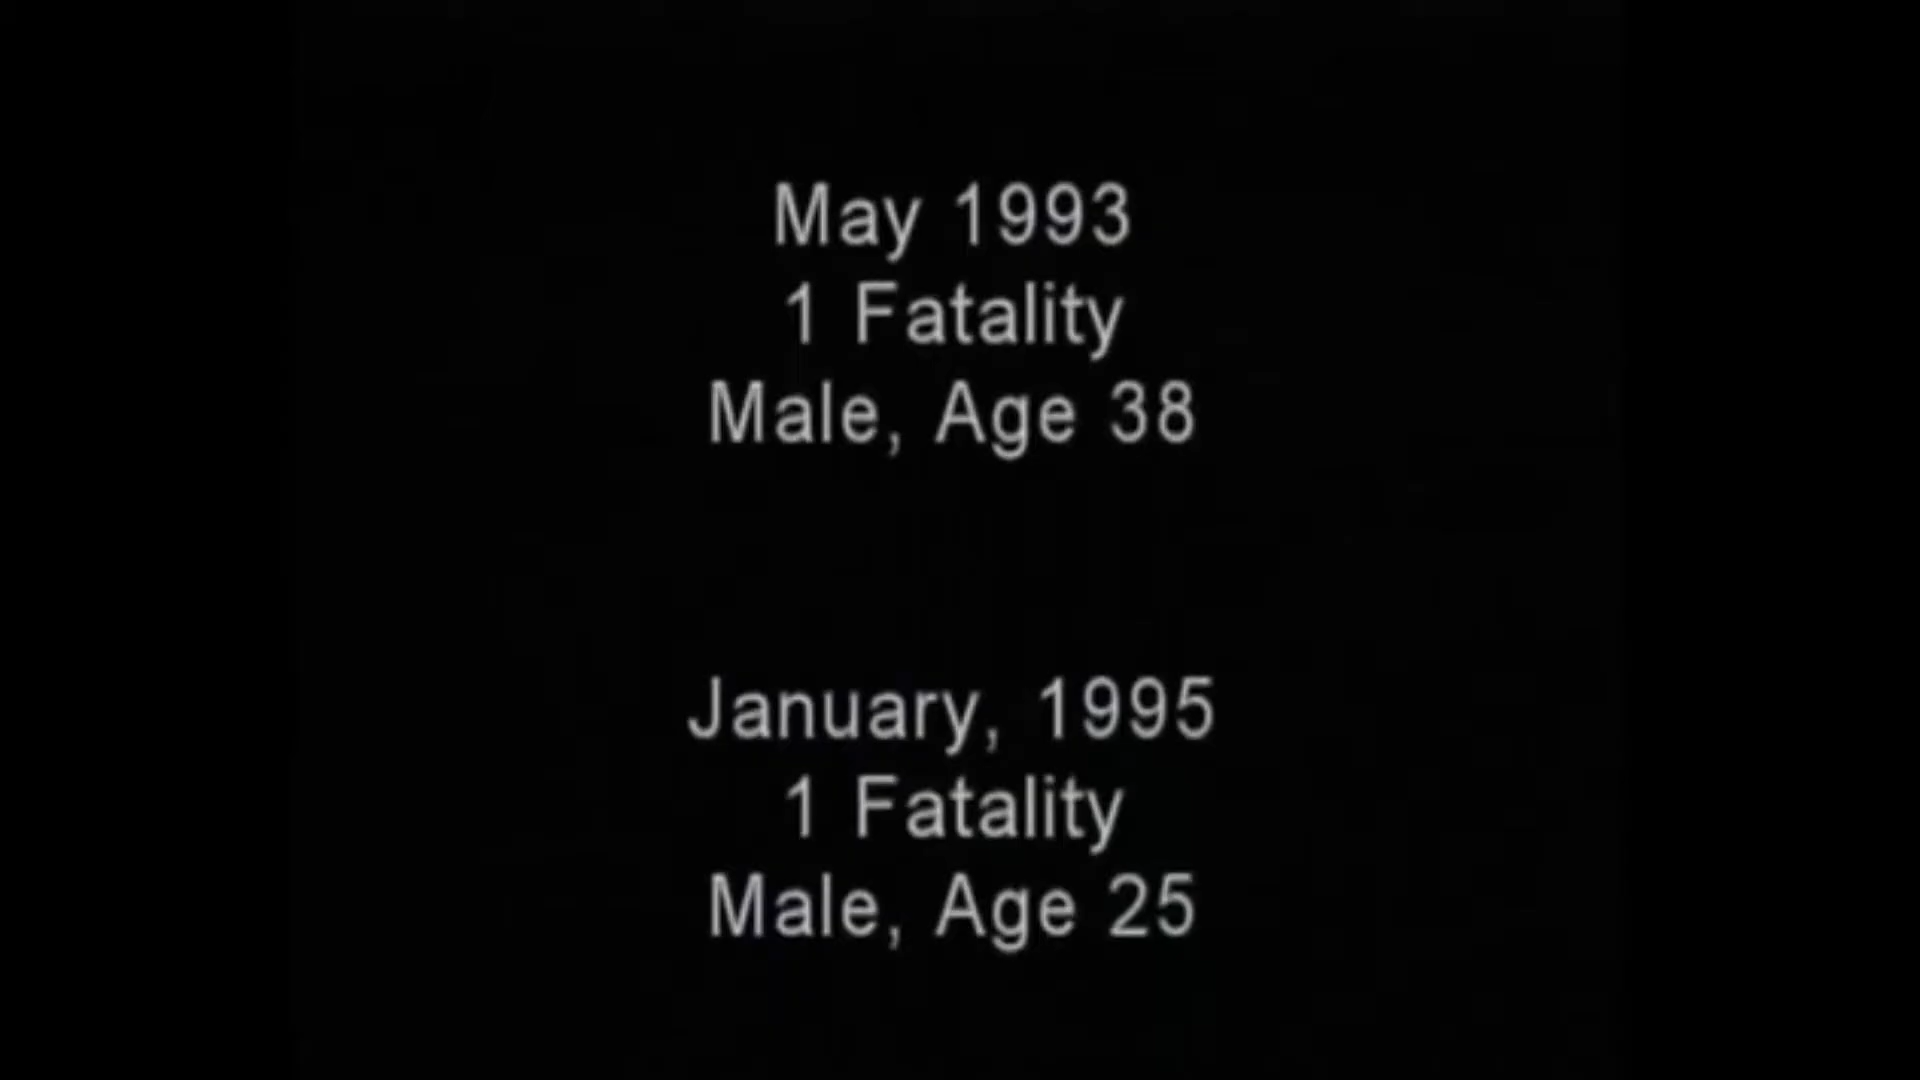 May 1993
1 Fatality
Male, Age 38
January, 1995
1 Fatality
Male, Age 25